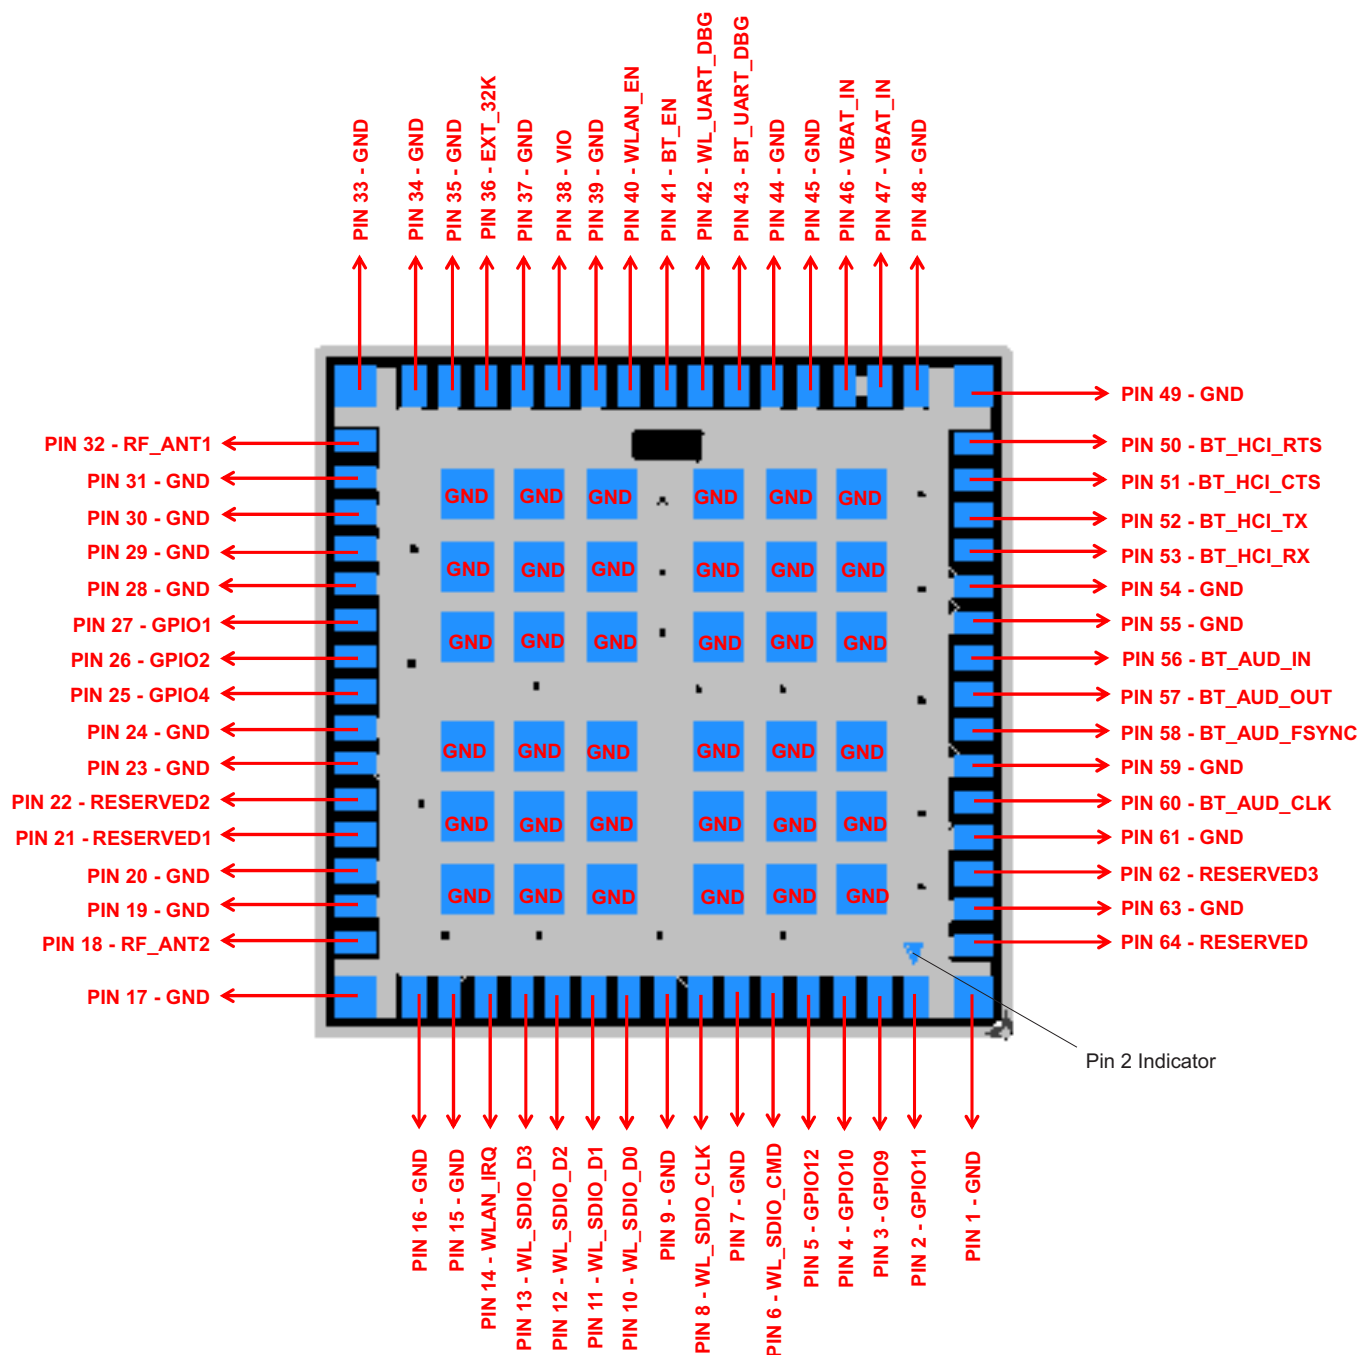 PIN 33 - GND
PIN 34 - GND
PIN 35 - GND
PIN 36 - EXT_32K
PIN 37 - GND
PIN 38 - VIO
PIN 39 - GND
PIN 40 - WLAN_EN
PIN 41 - BT_EN
PIN 42 - WL_UART_DBG
PIN 43 - BT_UART_DBG
PIN 44 - GND
PIN 45 - GND
PIN 46 - VBAT_IN
PIN 47 - VBAT_IN
PIN 48 - GND
PIN 32 - RF_ANT1
PIN 31 - GND
PIN 30 - GND
PIN 29 - GND
PIN 28 - GND
PIN 27 - GPIO1
PIN 26 - GPIO2
PIN 25 - GPIO4
PIN 24 - GND
PIN 23 - GND
PIN 22 - RESERVED2
PIN 21 - RESERVED1
PIN 20 - GND
PIN 19 - GND
PIN 18 - RF_ANT2
PIN 17 - GND
GND GND GND GND GND GND
GND GND GND GND GND GND
GND GND GND GND GND GND
GND GND GND GND GND GND
GND GND GND GND GND GND
GND GND GND GND GND GND
PIN 49 - GND
PIN 50 - BT_HCI_RTS
PIN 51 - BT_HCI_CTS
PIN 52 - BT_HCI_TX
PIN 53 - BT_HCI_RX
PIN 54 - GND
PIN 55 - GND
PIN 56 - BT_AUD_IN
PIN 57 - BT_AUD_OUT
PIN 58 - BT_AUD_FSYNC
PIN 59 - GND
PIN 60 - BT_AUD_CLK
PIN 61 - GND
PIN 62 - RESERVED3
PIN 63 - GND
PIN 64 - RESERVED
Pin 2 Indicator
PIN 16 - GND
PIN 15 - GND
PIN 14 - WLAN_IRQ
PIN 13 - WL_SDIO_D3
PIN 12 - WL_SDIO_D2
PIN 11 - WL_SDIO_D1
PIN 10 - WL_SDIO_D0
PIN 9 - GND
PIN 8 - WL_SDIO_CLK
PIN 7 - GND
PIN 6 - WL_SDIO_CMD
PIN 5 - GPIO12
PIN 4 - GPIO10
PIN 3 - GPIO9
PIN 2 - GPIO11
PIN 1 - GND